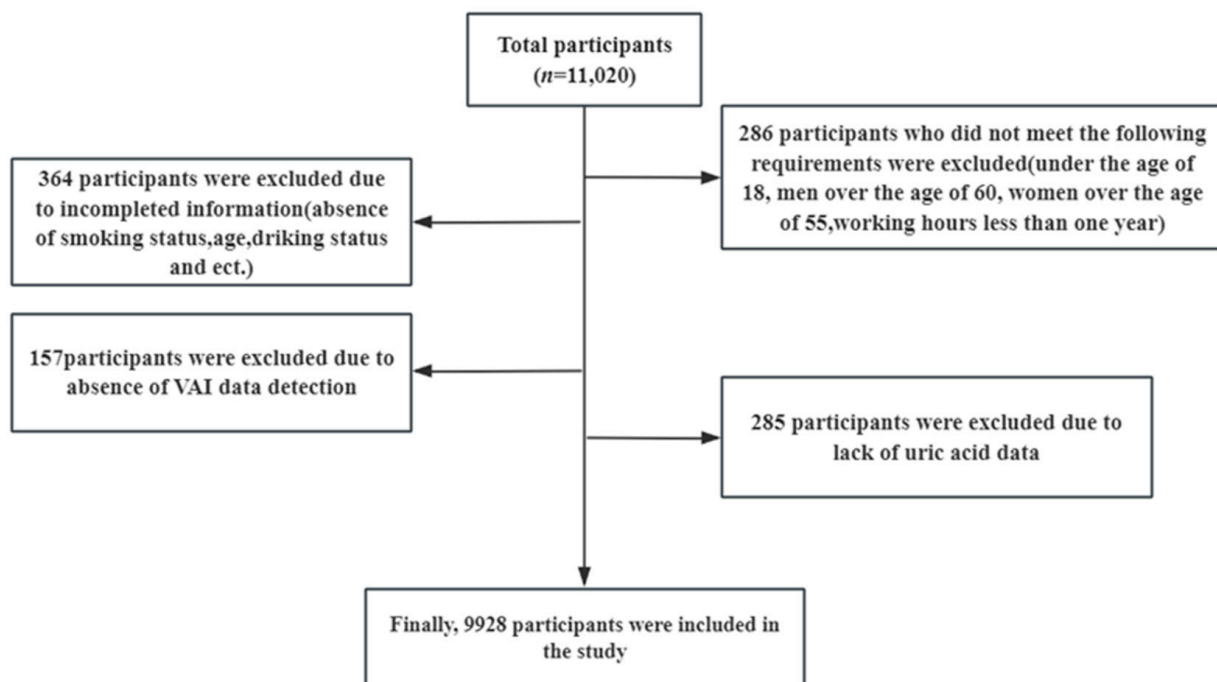 Total participants
(n=11,020)
286 participants who did not meet the following
requirements were excluded(under the age of
18, men over the age of 60, women over the age
of 55,working hours less than one year)
364 participants were excluded due
to incompleted information(absence
of smoking status,age,driking status
and ect.)
157participants were excluded due to
absence of VAI data detection
285 participants were excluded due to
lack of uric acid data
Finally, 9928 participants were included in
the study